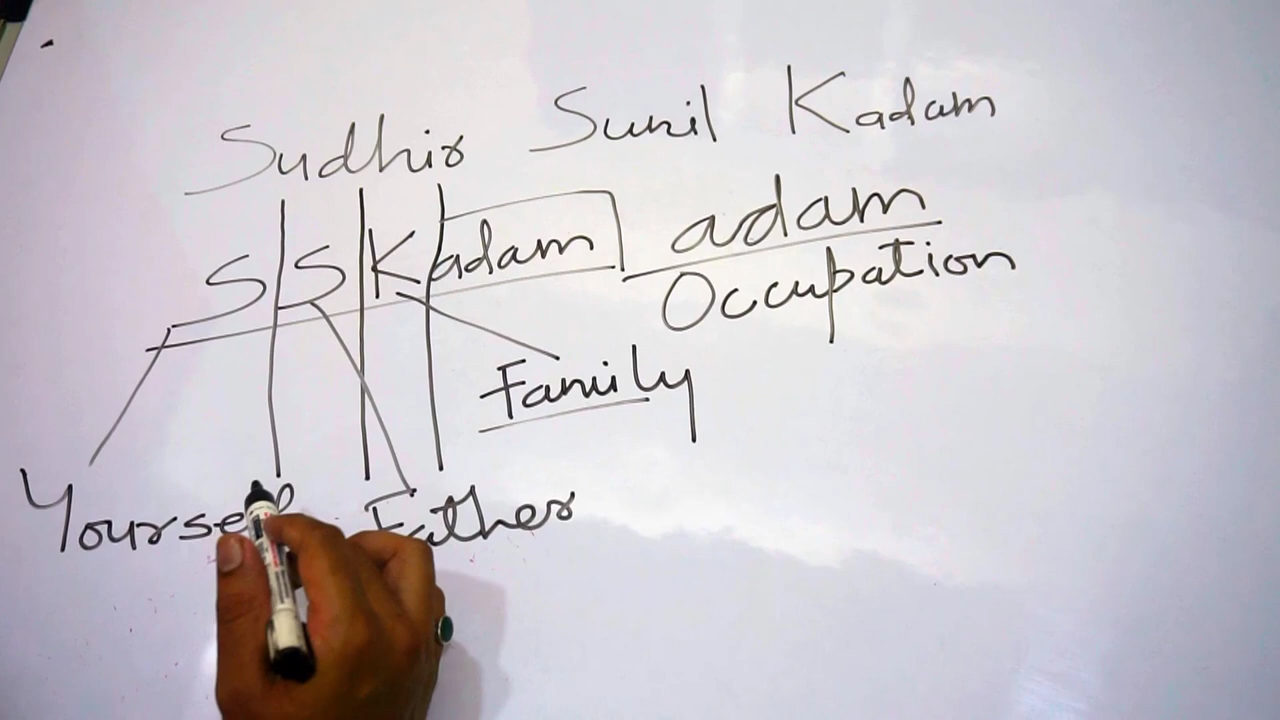 Sudhir Sunil Kadam
S S Kadam adam
Occupation
Family
Yourself Father